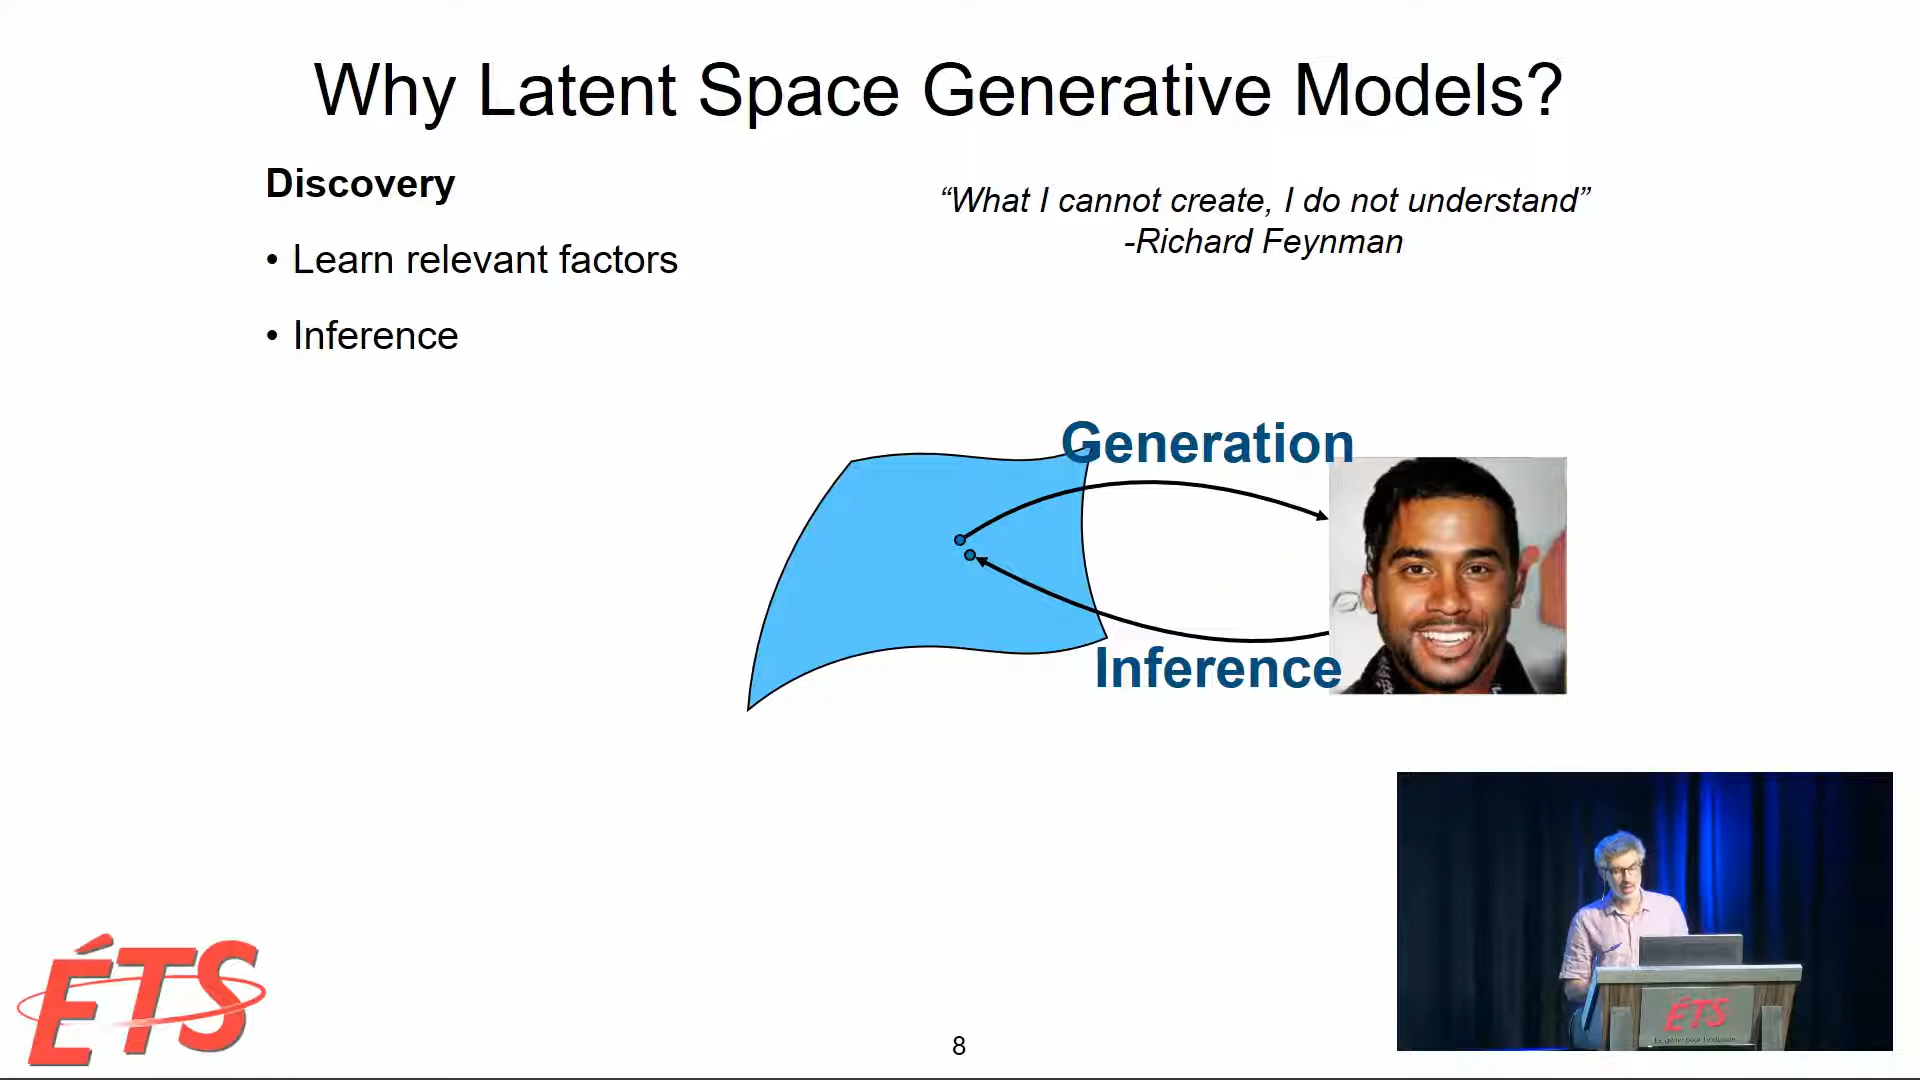 Why Latent Space Generative Models?
Discovery
• Learn relevant factors
• Inference
“What I cannot create, I do not understand”
-Richard Feynman
Generation
Inference
ÉTS
ÉTS
8